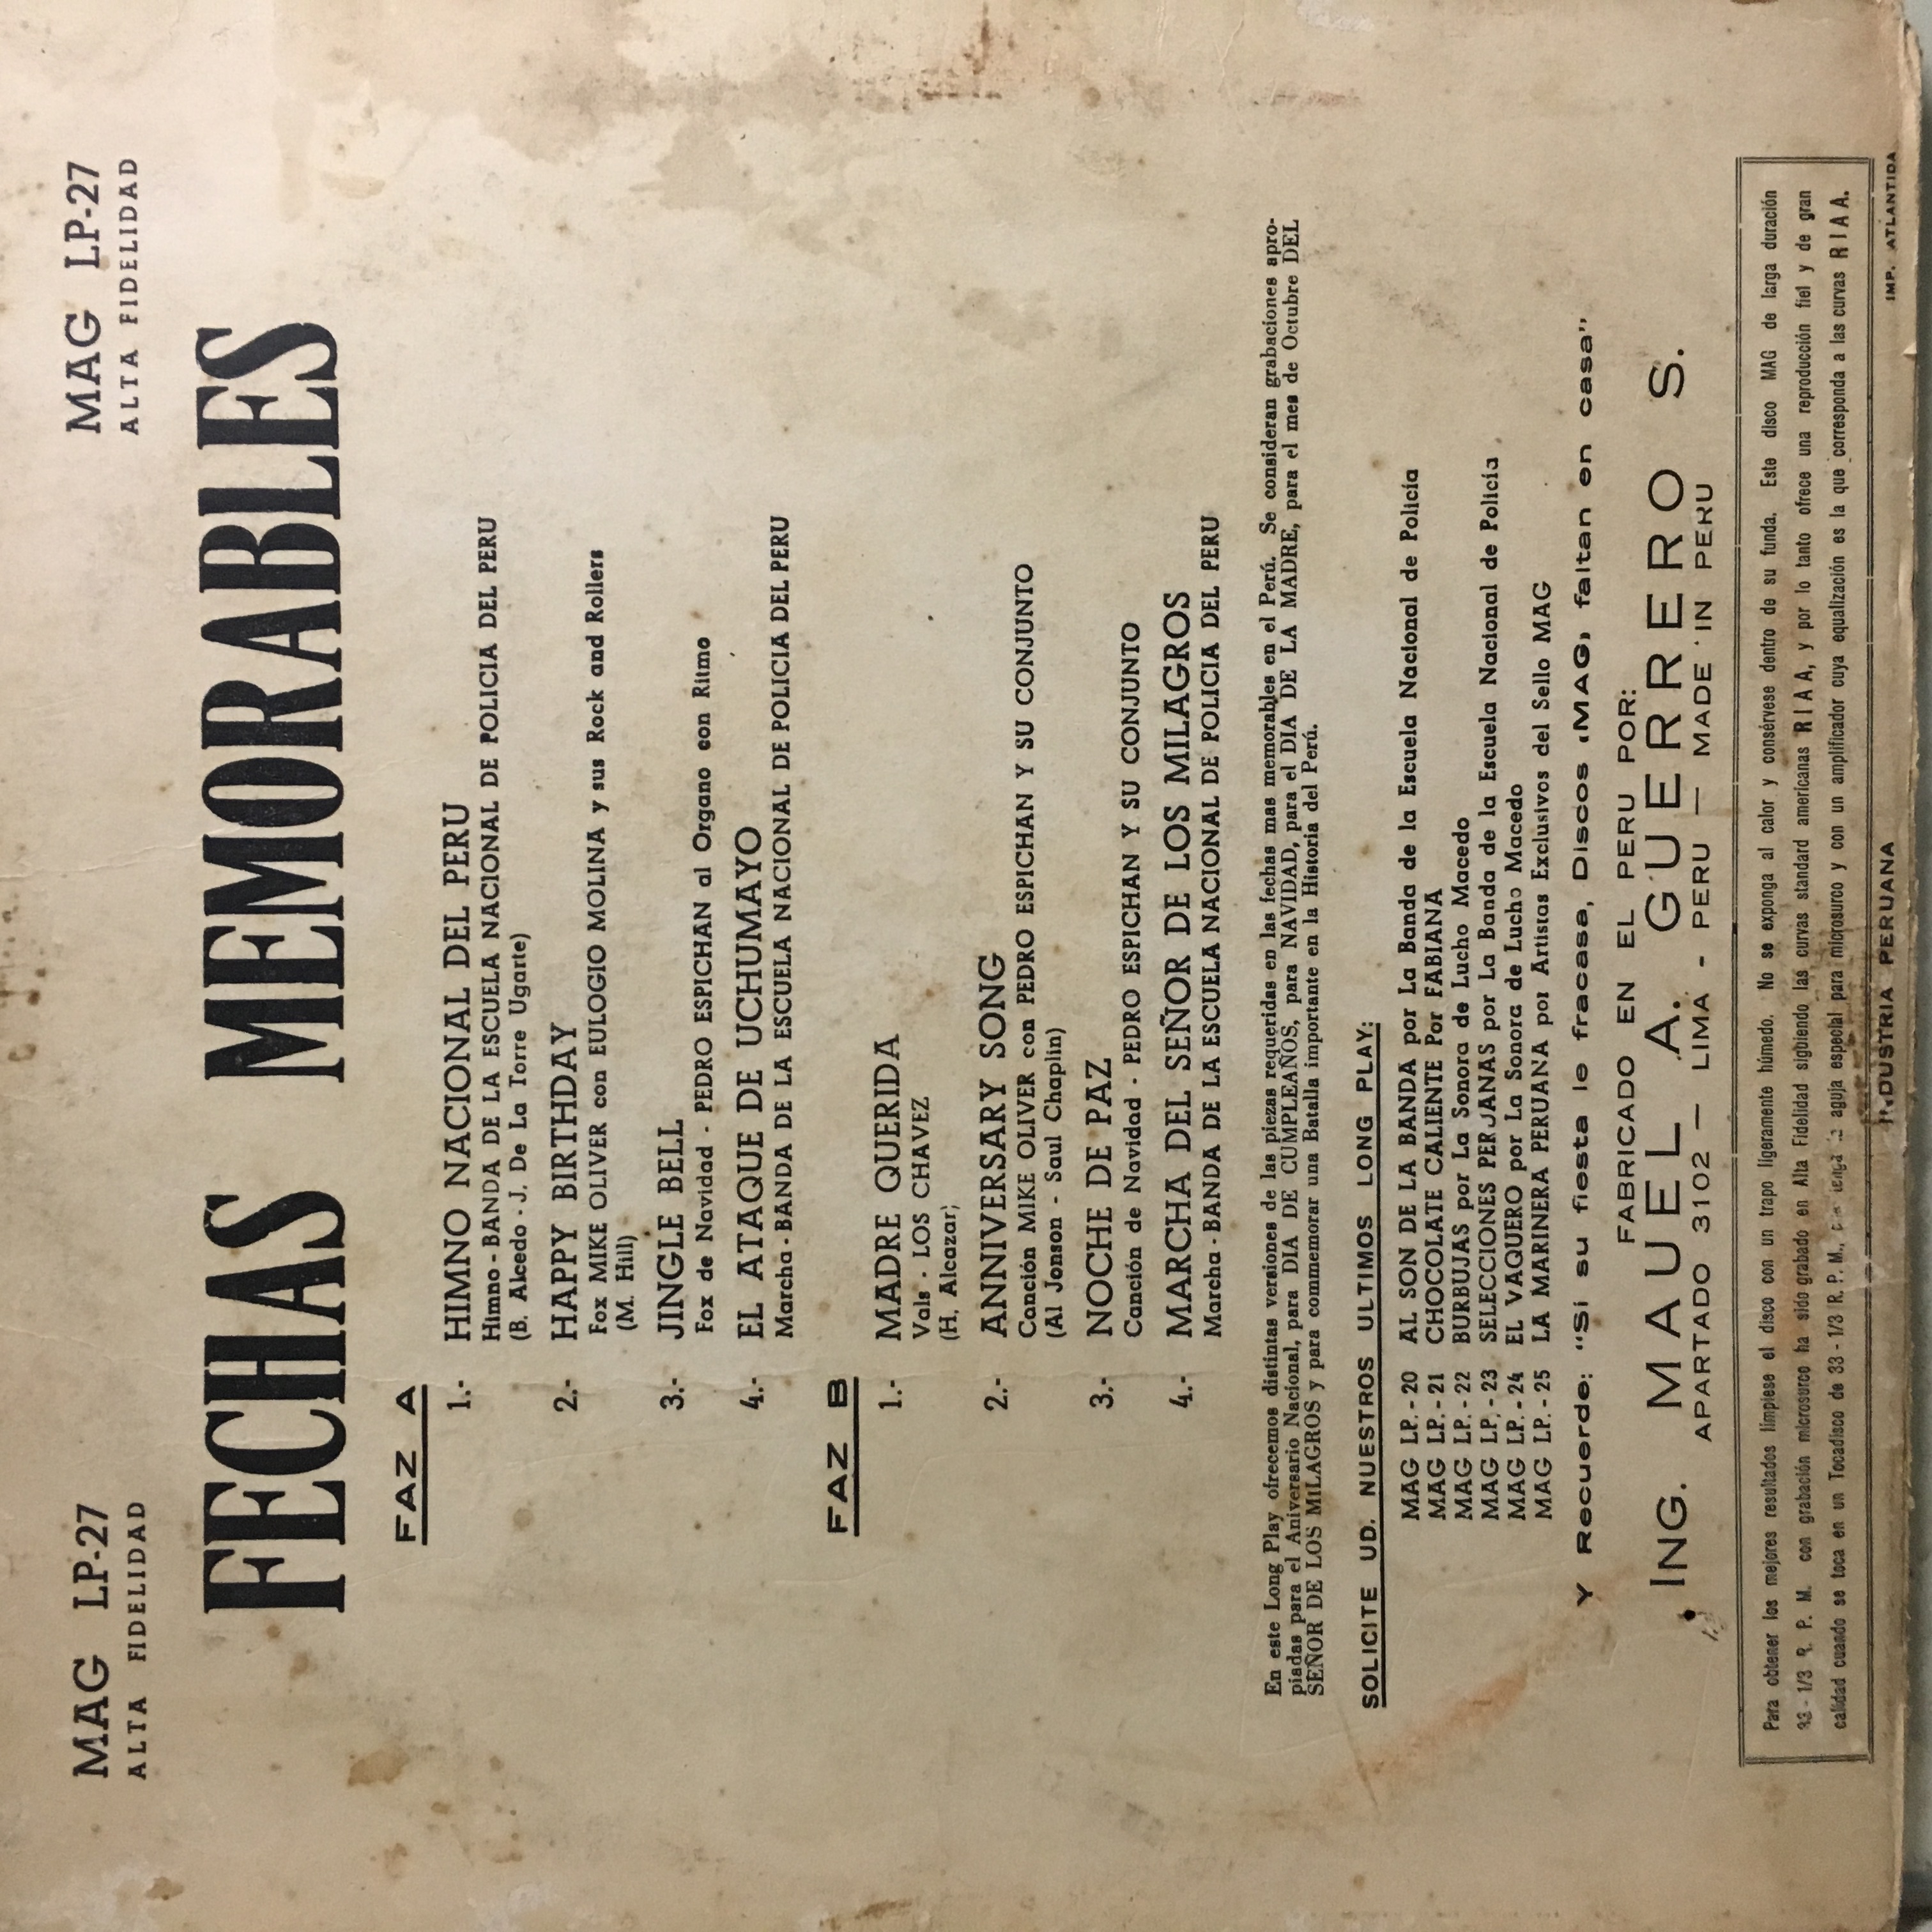 MAG LP-27
ALTA FIDELIDAD
MAG LP-27
ALTA FIDELIDAD
FECHAS MEMORABLES
FAZ A
1.- HIMNO NACIONAL DEL PERU
Himno - BANDA DE LA ESCUELA NACIONAL DE POLICIA DEL PERU
(B. Alcedo - J. De La Torre Ugarte)
2.- HAPPY BIRTHDAY
Fox MIKE OLIVER con EULOGIO MOLINA y sus Rock and Rollers
(M. Hill)
3.- JINGLE BELL
Fox de Navidad - PEDRO ESPICHAN al Organo con Ritmo
4.- EL ATAQUE DE UCHUMAYO
Marcha - BANDA DE LA ESCUELA NACIONAL DE POLICIA DEL PERU
FAZ B
1.- MADRE QUERIDA
Vals - LOS CHAVEZ
(H. Alcazar;
2.- ANNIVERSARY SONG
Canción MIKE OLIVER con PEDRO ESPICHAN Y SU CONJUNTO
(Al Jonson - Saul Chaplin)
3.- NOCHE DE PAZ
Canción de Navidad - PEDRO ESPICHAN Y SU CONJUNTO
4.- MARCHA DEL SEÑOR DE LOS MILAGROS
Marcha - BANDA DE LA ESCUELA NACIONAL DE POLICIA DEL PERU
En este Long Play ofrecemos distintas versiones de las piezas requeridas en las fechas mas memorables en el Perú. Se consideran grabaciones apro-
piadas para el Aniversario Nacional, para DIA DE CUMPLEAÑOS, para NAVIDAD, para el DIA DE LA MADRE, para el mes de Octubre DEL
SEÑOR DE LOS MILAGROS y para commemorar una Batalla importante en la Historia del Perú.
SOLICITE UD. NUESTROS ULTIMOS LONG PLAY:
MAG LP. - 20 AL SON DE LA BANDA por La Banda de la Escuela Nacional de Policía
MAG LP. - 21 CHOCOLATE CALIENTE Por FABIANA
MAG LP. - 22 BURBUJAS por La Sonora de Lucho Macedo
MAG LP. - 23 SELECCIONES PERJANAS por La Banda de la Escuela Nacional de Policía
MAG LP. - 24 EL VAQUERO por La Sonora de Lucho Macedo
MAG LP. - 25 LA MARINERA PERUANA por Artistas Exclusivos del Sello MAG
Y Recuerde: "Si su fiesta le fracasa, Discos «MAG» faltan en casa"
FABRICADO EN EL PERU POR:
ING. MAUEL A. GUERRERO S.
APARTADO 3102 — LIMA - PERU — MADE IN PERU
Para obtener los mejores resultados límpiese el disco con un trapo ligeramente húmedo. No se exponga al calor y consérvese dentro de su funda. Este disco MAG de larga duración
33 - 1/3 R. P. M. con grabación microsurco ha sido grabado en Alta Fidelidad siguiendo las curvas standard americanas R I A A, y por lo tanto ofrece una reproducción fiel y de gran
calidad cuando se toca en un Tocadisco de 33 - 1/3 R. P. M., que tenga aguja especial para microsurco y con un amplificador cuya equalización es la que corresponda a las curvas R I A A.
INDUSTRIA PERUANA
IMP. ATLANTIDA